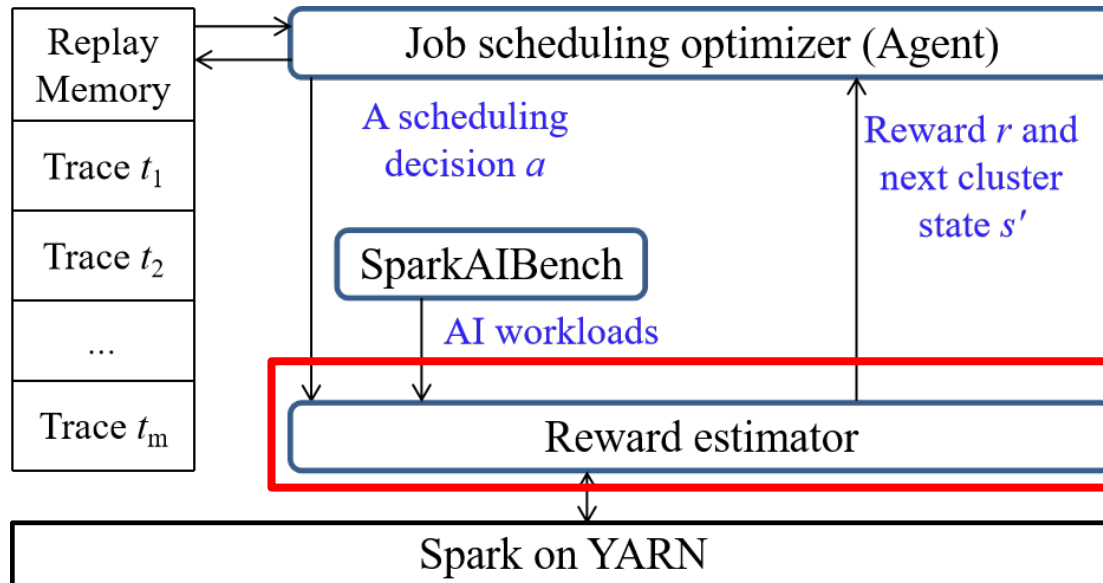 Replay
Memory
Trace t₁
Trace t₂
...
Trace tₘ
Job scheduling optimizer (Agent)
A scheduling
decision a
Reward r and
next cluster
state s′
SparkAIBench
AI workloads
Reward estimator
Spark on YARN